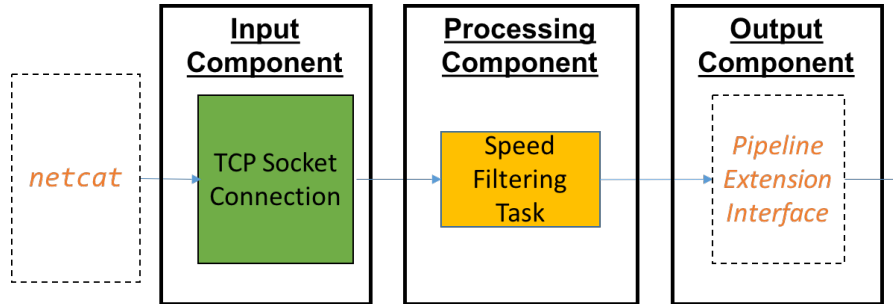 Input
Component
Processing
Component
Output
Component
netcat
TCP Socket
Connection
Speed
Filtering
Task
Pipeline
Extension
Interface